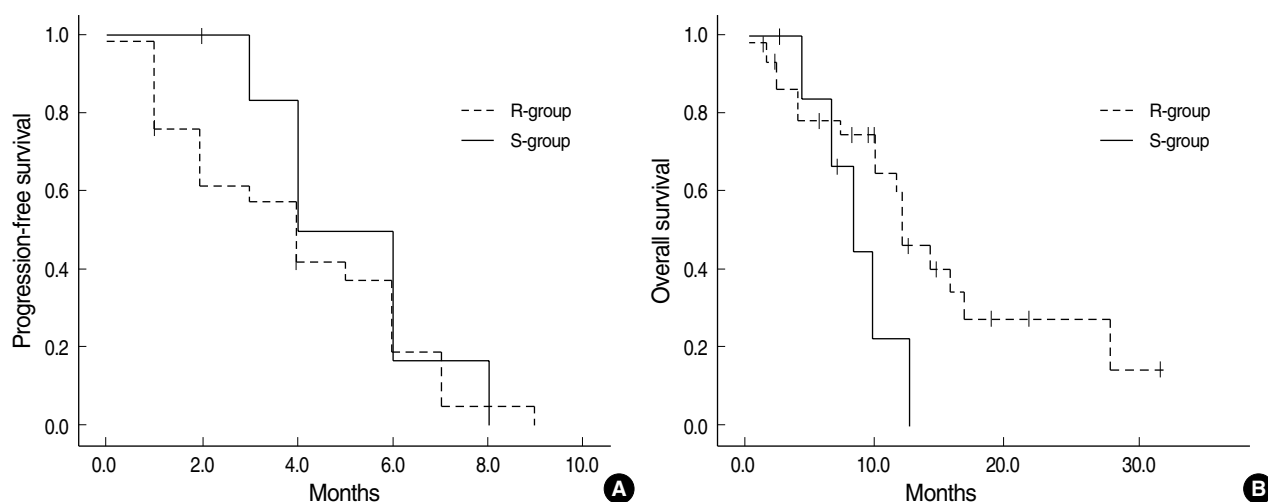 1.0
0.8
0.6
0.4
0.2
0.0
Progression-free survival
R-group
S-group
0.0 2.0 4.0 6.0 8.0 10.0
Months
A
1.0
0.8
0.6
0.4
0.2
0.0
Overall survival
R-group
S-group
0.0 10.0 20.0 30.0
Months
B